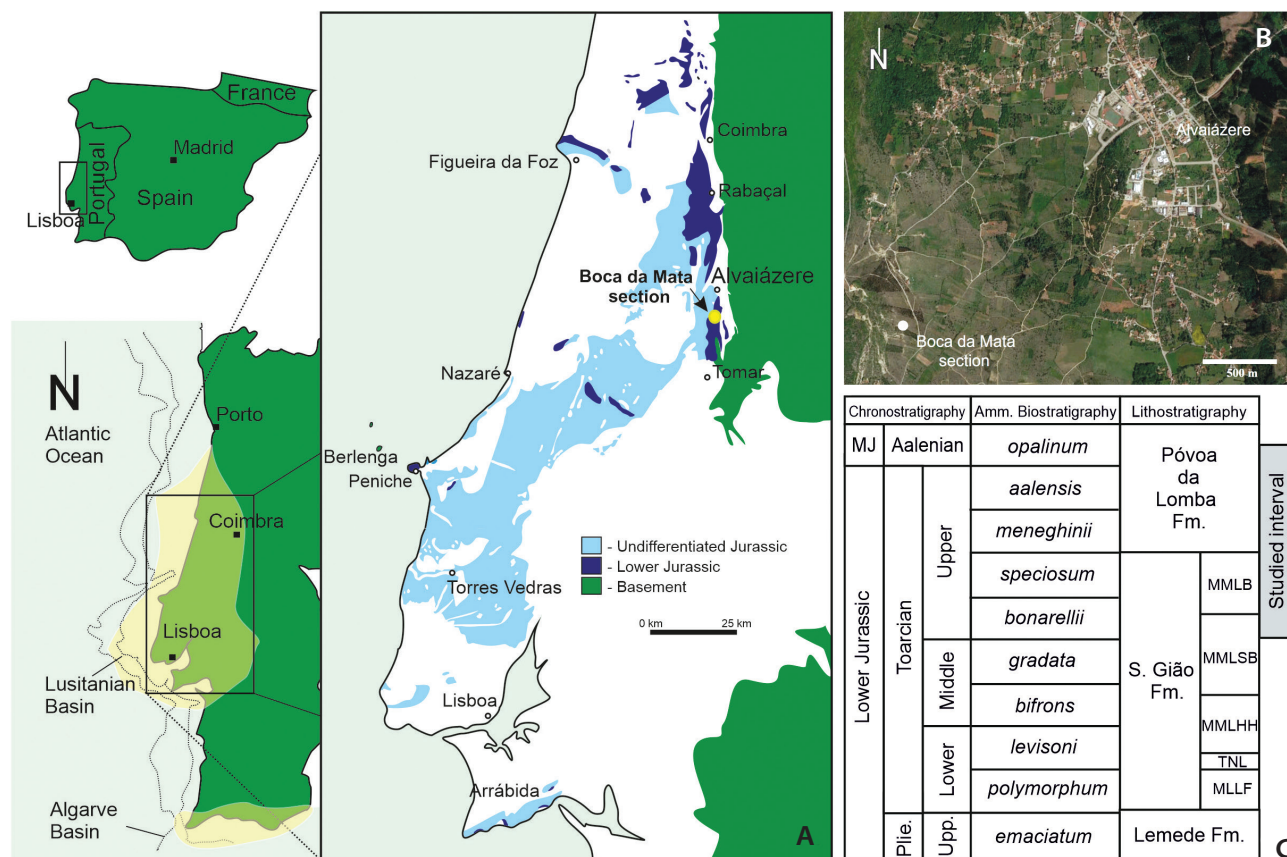 France
Madrid
Portugal
Spain
Lisboa
N
Atlantic
Ocean
Porto
Coimbra
Lisboa
Lusitanian
Basin
Algarve
Basin
Coimbra
Figueira da Foz
Rabaçal
Boca da Mata
section
Alvaiázere
Nazaré
Tomar
Berlenga
Peniche
- Undifferentiated Jurassic
- Lower Jurassic
- Basement
Torres Vedras
0 km 25 km
Lisboa
Arrábida
A
N
B
Alvaiázere
Boca da Mata
section
500 m
Chronostratigraphy Amm. Biostratigraphy Lithostratigraphy
MJ Aalenian opalinum
Póvoa
da
Lomba
Fm.
Lower Jurassic
Toarcian
Upper
aalensis
meneghinii
speciosum
bonarellii
Middle
gradata
bifrons
Lower
levisoni
polymorphum
S. Gião
Fm.
MMLB
MMLSB
MMLHH
TNL
MLLF
Studied interval
Plie. Upp. emaciatum Lemede Fm.